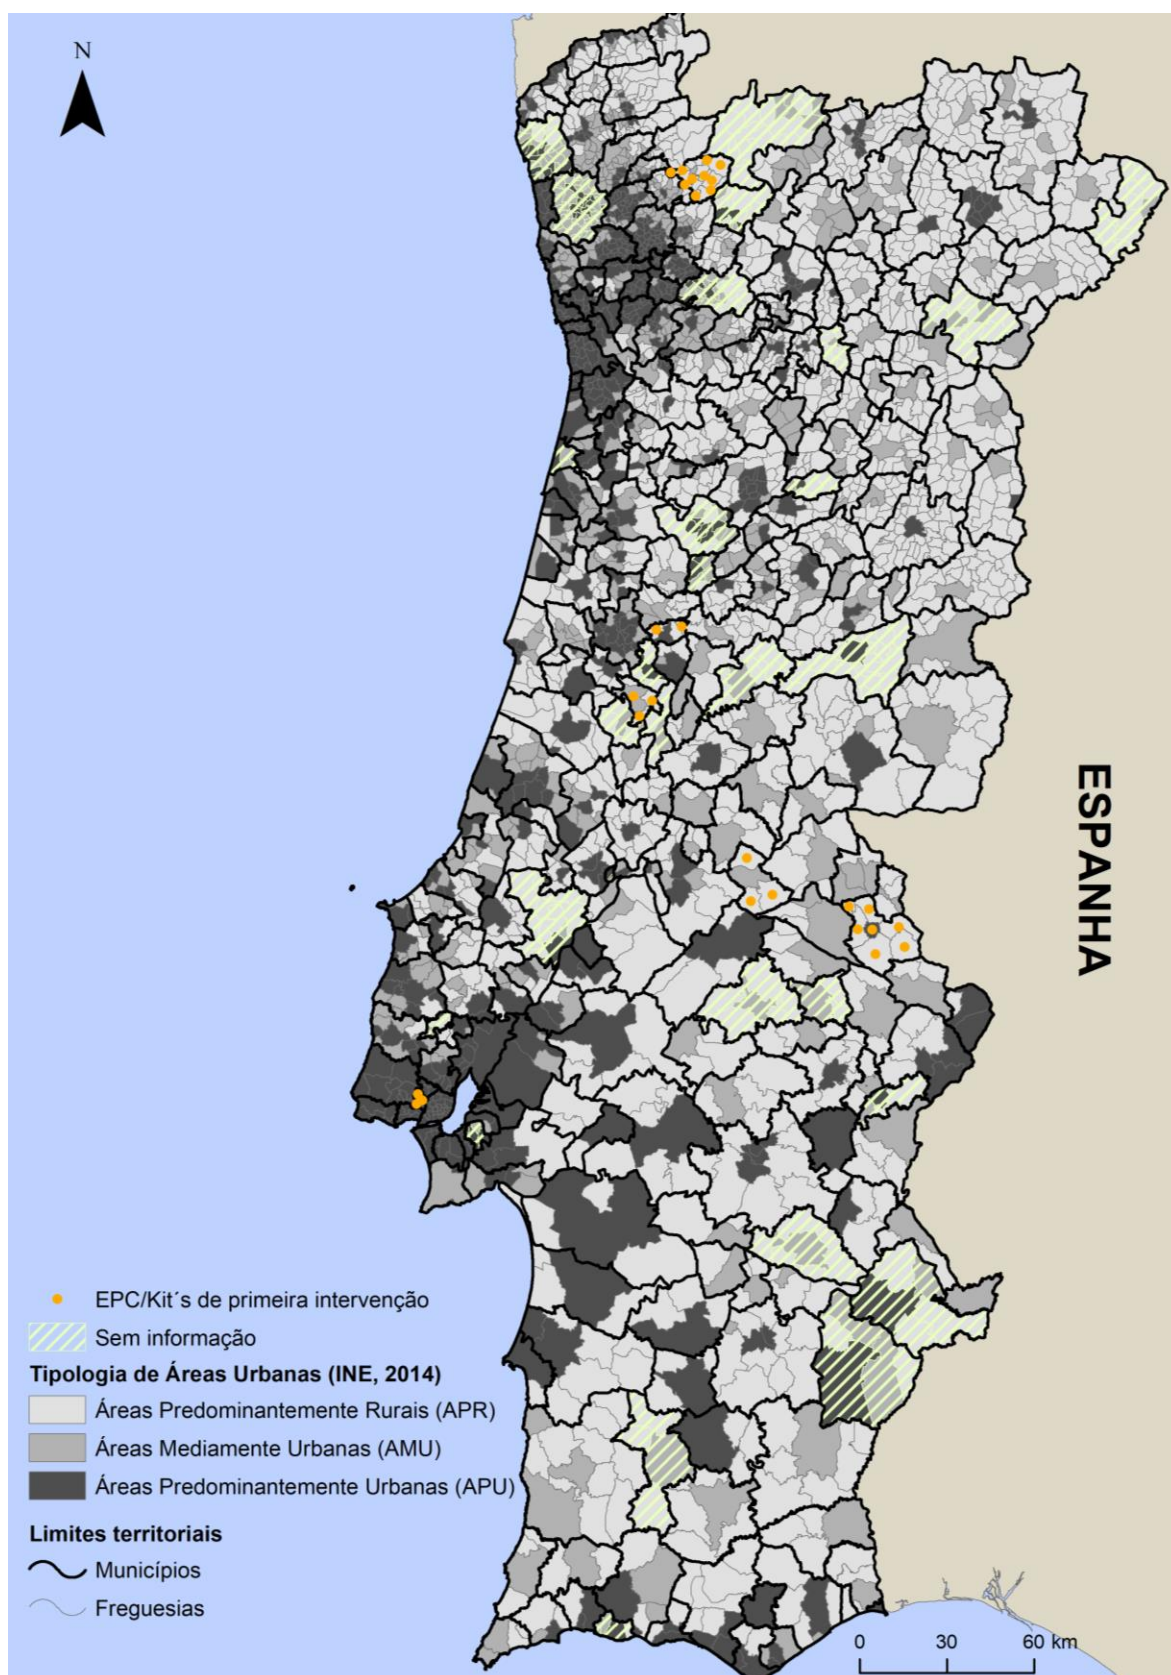 N
ESPANHA
EPC/Kit´s de primeira intervenção
Sem informação
Tipologia de Áreas Urbanas (INE, 2014)
Áreas Predominantemente Rurais (APR)
Áreas Mediamente Urbanas (AMU)
Áreas Predominantemente Urbanas (APU)
Limites territoriais
Municípios
Freguesias
0 30 60 km